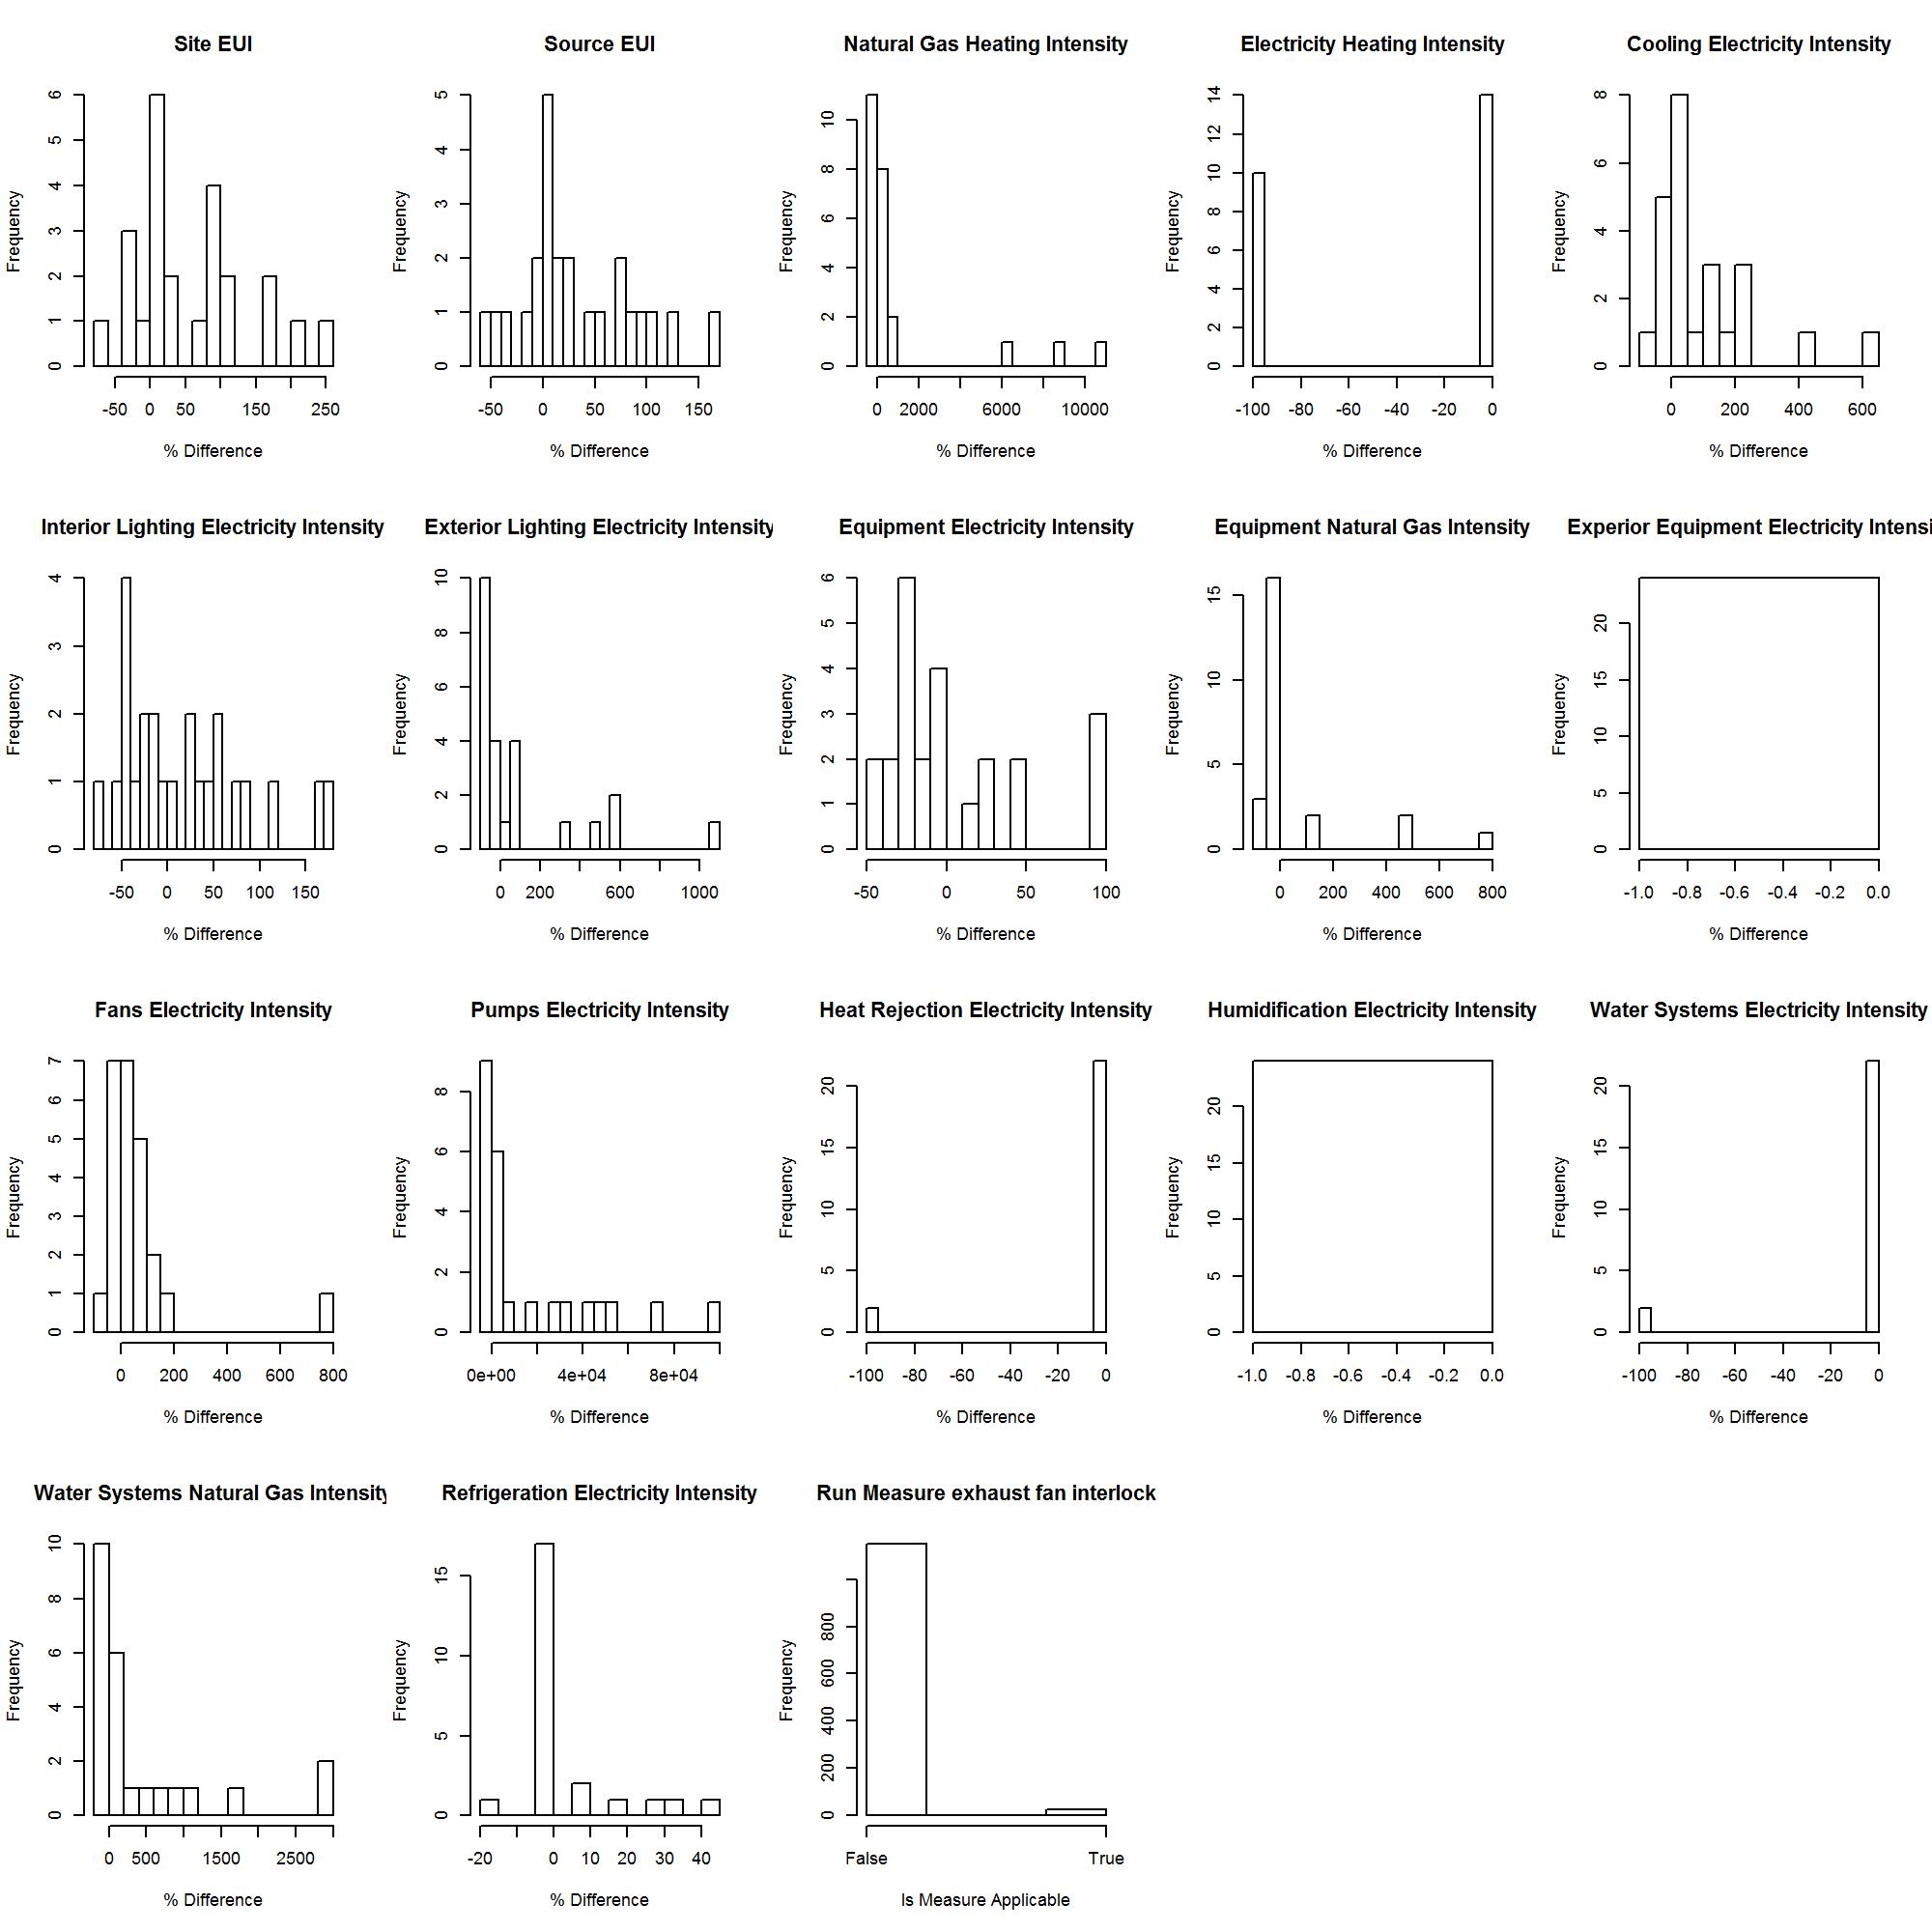 Site EUI
Frequency
0 1 2 3 4 5 6
-50 0 50 150 250
% Difference
Source EUI
Frequency
0 1 2 3 4 5
-50 0 50 100 150
% Difference
Natural Gas Heating Intensity
Frequency
0 2 4 6 8 10
0 2000 6000 10000
% Difference
Electricity Heating Intensity
Frequency
0 2 4 6 8 10 12 14
-100 -80 -60 -40 -20 0
% Difference
Cooling Electricity Intensity
Frequency
0 2 4 6 8
0 200 400 600
% Difference
Interior Lighting Electricity Intensity
Frequency
0 1 2 3 4
-50 0 50 100 150
% Difference
Exterior Lighting Electricity Intensity
Frequency
0 2 4 6 8 10
0 200 600 1000
% Difference
Equipment Electricity Intensity
Frequency
0 1 2 3 4 5 6
-50 0 50 100
% Difference
Equipment Natural Gas Intensity
Frequency
0 5 10 15
0 200 400 600 800
% Difference
Experior Equipment Electricity Intensi
Frequency
0 5 10 15 20
-1.0 -0.8 -0.6 -0.4 -0.2 0.0
% Difference
Fans Electricity Intensity
Frequency
0 1 2 3 4 5 6 7
0 200 400 600 800
% Difference
Pumps Electricity Intensity
Frequency
0 2 4 6 8
0e+00 4e+04 8e+04
% Difference
Heat Rejection Electricity Intensity
Frequency
0 5 10 15 20
-100 -80 -60 -40 -20 0
% Difference
Humidification Electricity Intensity
Frequency
0 5 10 15 20
-1.0 -0.8 -0.6 -0.4 -0.2 0.0
% Difference
Water Systems Electricity Intensity
Frequency
0 5 10 15 20
-100 -80 -60 -40 -20 0
% Difference
Water Systems Natural Gas Intensity
Frequency
0 2 4 6 8 10
0 500 1500 2500
% Difference
Refrigeration Electricity Intensity
Frequency
0 5 10 15
-20 0 10 20 30 40
% Difference
Run Measure exhaust fan interlock
Frequency
0 200 400 600 800
False True
Is Measure Applicable